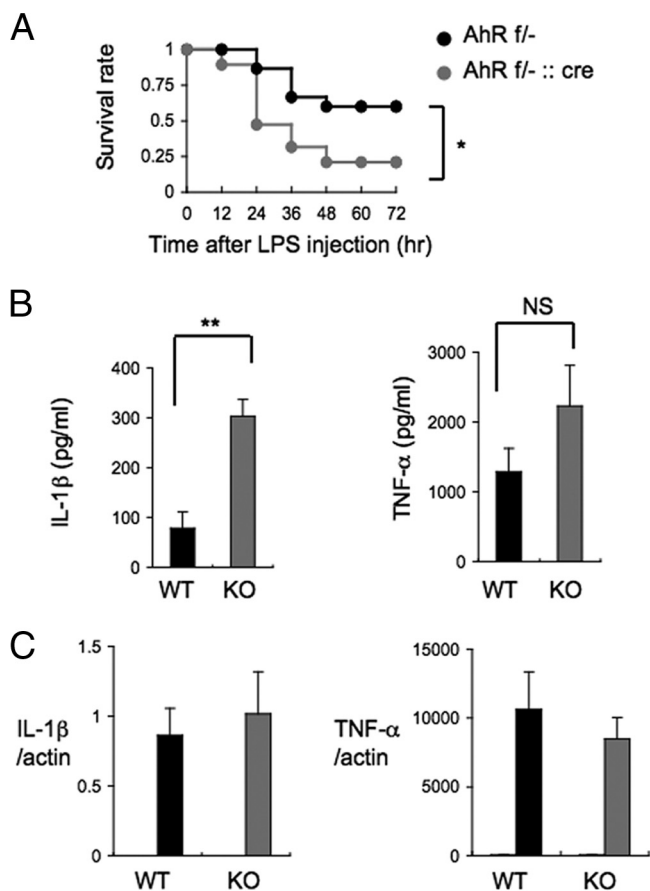 A
Survival rate
1
0.75
0.5
0.25
0
0 12 24 36 48 60 72
Time after LPS injection (hr)
AhR f/-
AhR f/- :: cre
*
B
**
IL-1β (pg/ml)
400
300
200
100
0
WT KO
NS
TNF-α (pg/ml)
3000
2000
1000
0
WT KO
C
IL-1β
/actin
1.5
1
0.5
0
WT KO
TNF-α
/actin
15000
10000
5000
0
WT KO